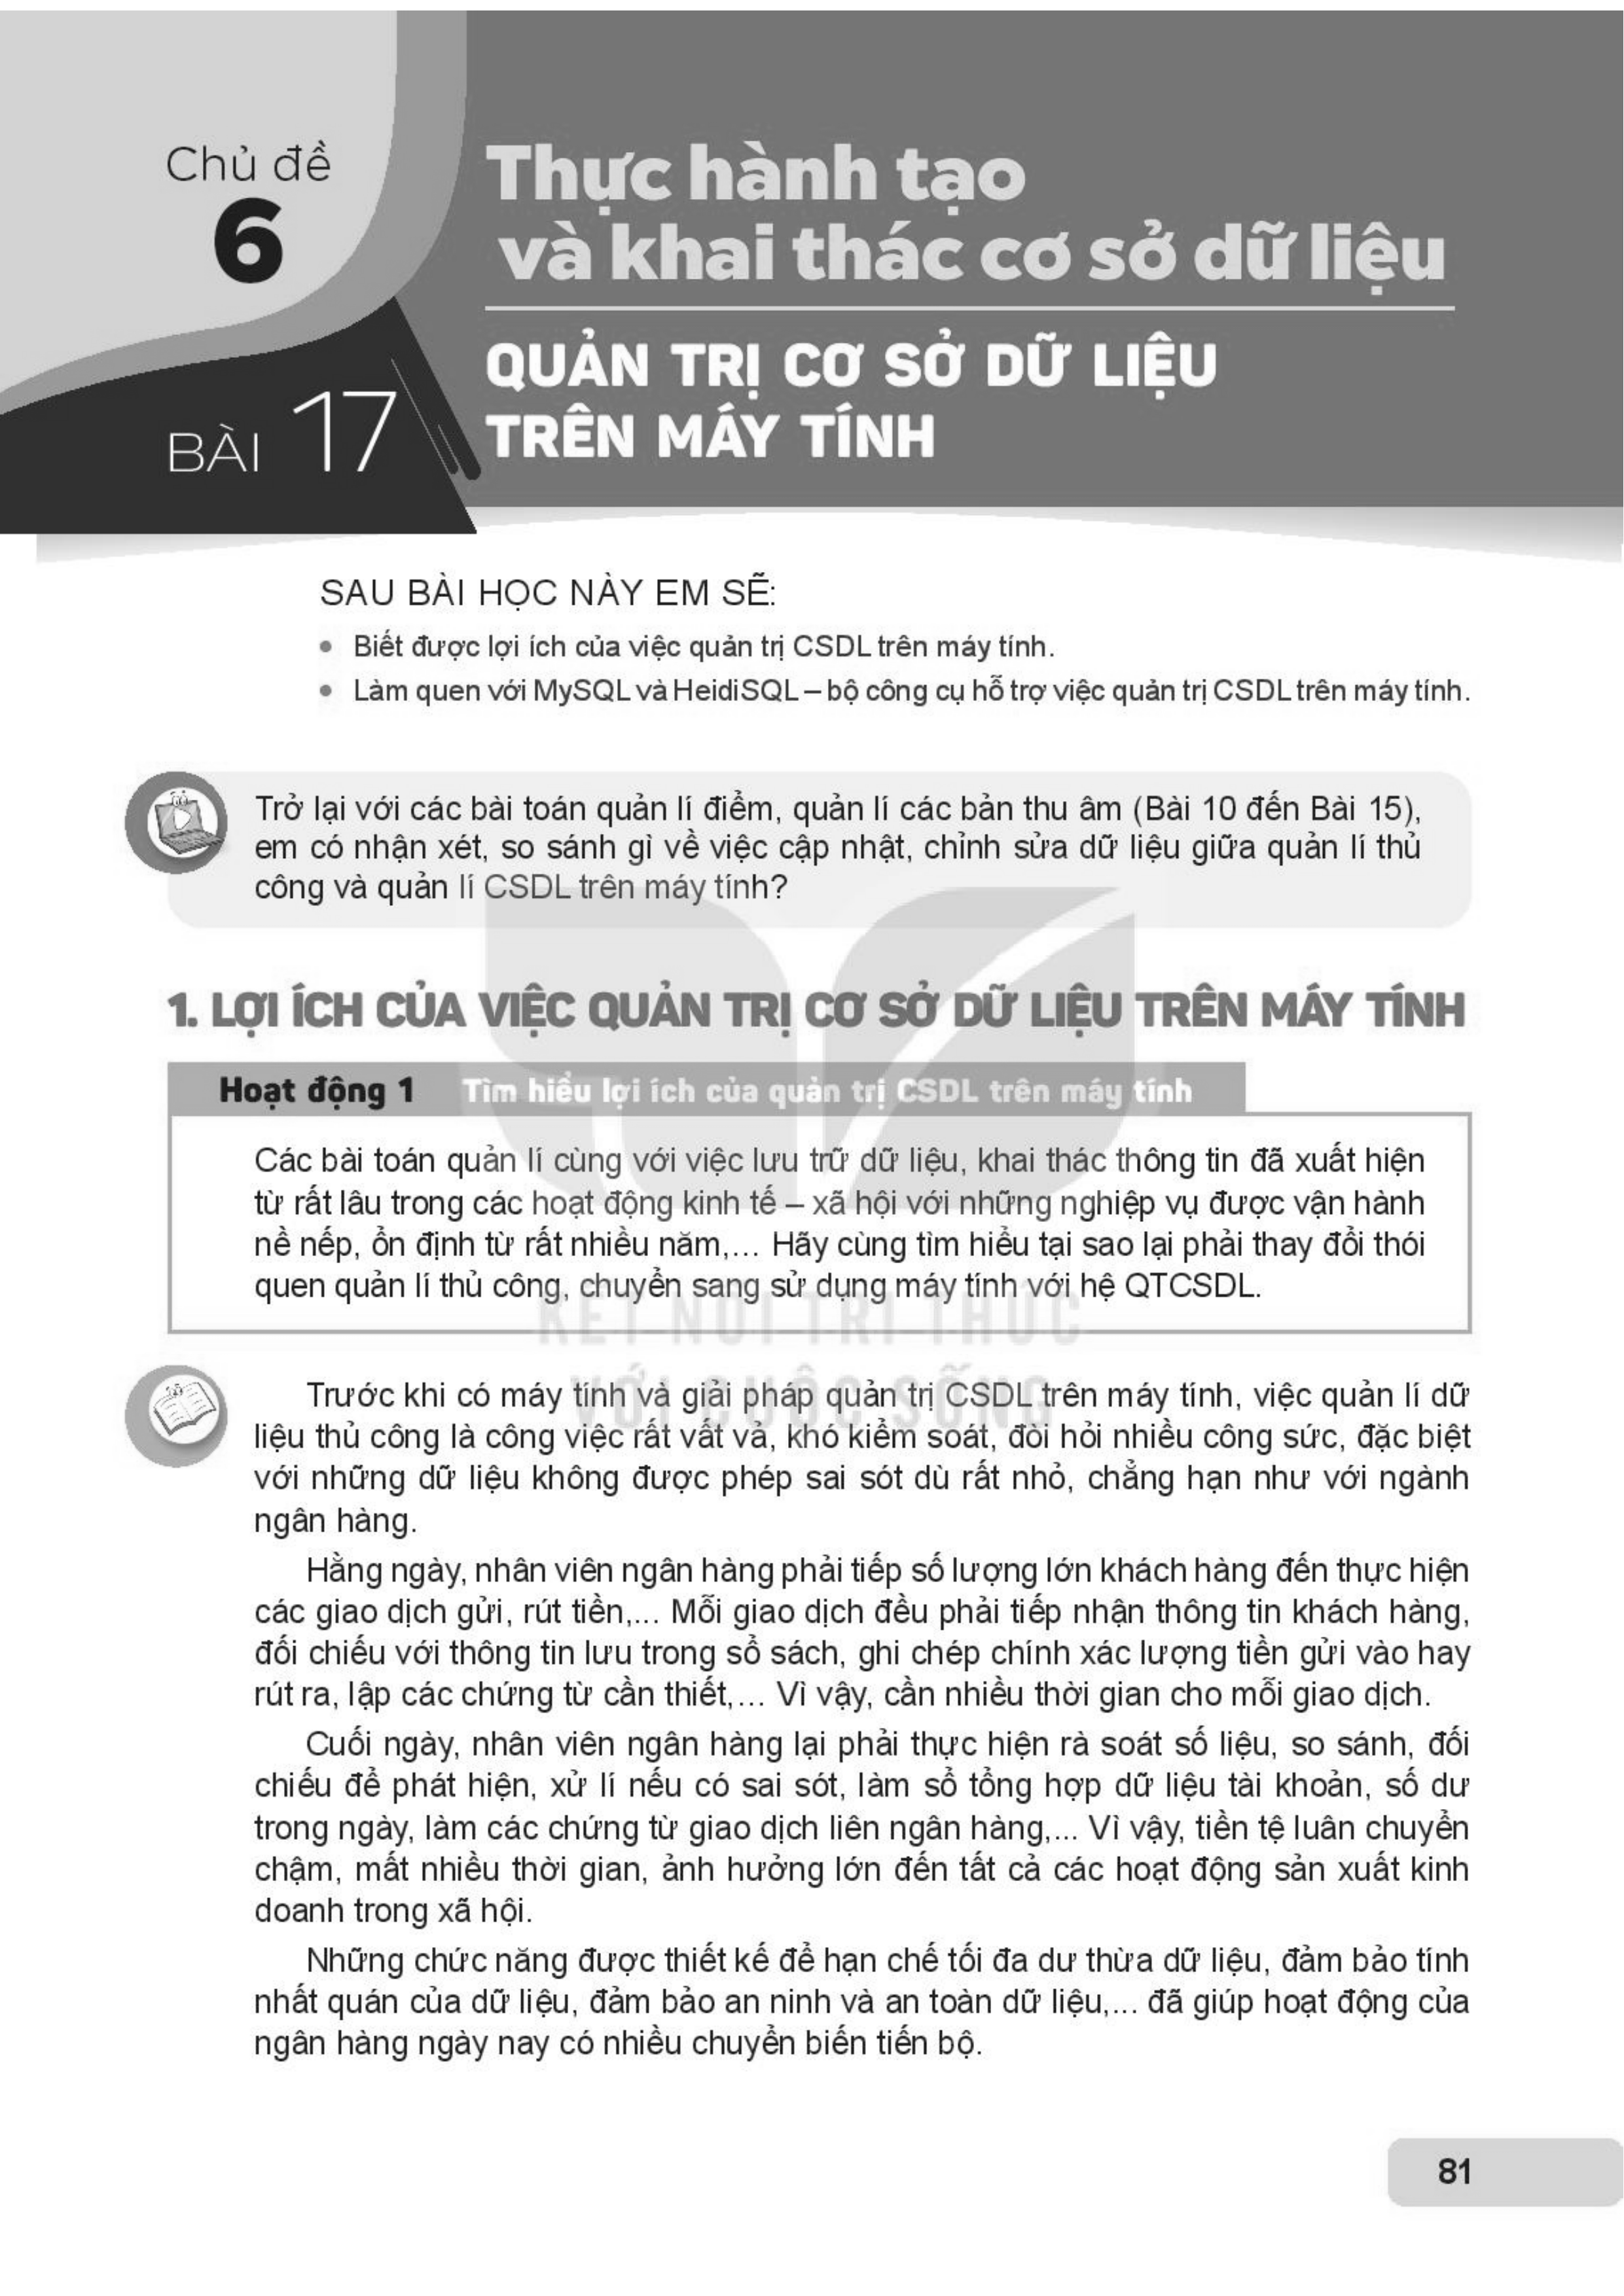 Chủ đề
6
Thực hành tạo
và khai thác cơ sở dữ liệu
BÀI 17
QUẢN TRỊ CƠ SỞ DỮ LIỆU
TRÊN MÁY TÍNH
SAU BÀI HỌC NÀY EM SẼ:
• Biết được lợi ích của việc quản trị CSDL trên máy tính.
• Làm quen với MySQL và HeidiSQL – bộ công cụ hỗ trợ việc quản trị CSDL trên máy tính.
Trở lại với các bài toán quản lí điểm, quản lí các bản thu âm (Bài 10 đến Bài 15),
em có nhận xét, so sánh gì về việc cập nhật, chỉnh sửa dữ liệu giữa quản lí thủ
công và quản lí CSDL trên máy tính?
1. LỢI ÍCH CỦA VIỆC QUẢN TRỊ CƠ SỞ DỮ LIỆU TRÊN MÁY TÍNH
Hoạt động 1 Tìm hiểu lợi ích của quản trị CSDL trên máy tính
Các bài toán quản lí cùng với việc lưu trữ dữ liệu, khai thác thông tin đã xuất hiện
từ rất lâu trong các hoạt động kinh tế – xã hội với những nghiệp vụ được vận hành
nề nếp, ổn định từ rất nhiều năm,... Hãy cùng tìm hiểu tại sao lại phải thay đổi thói
quen quản lí thủ công, chuyển sang sử dụng máy tính với hệ QTCSDL.
KẾT NỐI TRI THỨC
VỚI CUỘC SỐNG
Trước khi có máy tính và giải pháp quản trị CSDL trên máy tính, việc quản lí dữ
liệu thủ công là công việc rất vất vả, khó kiểm soát, đòi hỏi nhiều công sức, đặc biệt
với những dữ liệu không được phép sai sót dù rất nhỏ, chẳng hạn như với ngành
ngân hàng.
Hằng ngày, nhân viên ngân hàng phải tiếp số lượng lớn khách hàng đến thực hiện
các giao dịch gửi, rút tiền,... Mỗi giao dịch đều phải tiếp nhận thông tin khách hàng,
đối chiếu với thông tin lưu trong sổ sách, ghi chép chính xác lượng tiền gửi vào hay
rút ra, lập các chứng từ cần thiết,... Vì vậy, cần nhiều thời gian cho mỗi giao dịch.
Cuối ngày, nhân viên ngân hàng lại phải thực hiện rà soát số liệu, so sánh, đối
chiếu để phát hiện, xử lí nếu có sai sót, làm sổ tổng hợp dữ liệu tài khoản, số dư
trong ngày, làm các chứng từ giao dịch liên ngân hàng,... Vì vậy, tiền tệ luân chuyển
chậm, mất nhiều thời gian, ảnh hưởng lớn đến tất cả các hoạt động sản xuất kinh
doanh trong xã hội.
Những chức năng được thiết kế để hạn chế tối đa dư thừa dữ liệu, đảm bảo tính
nhất quán của dữ liệu, đảm bảo an ninh và an toàn dữ liệu,... đã giúp hoạt động của
ngân hàng ngày nay có nhiều chuyển biến tiến bộ.
81